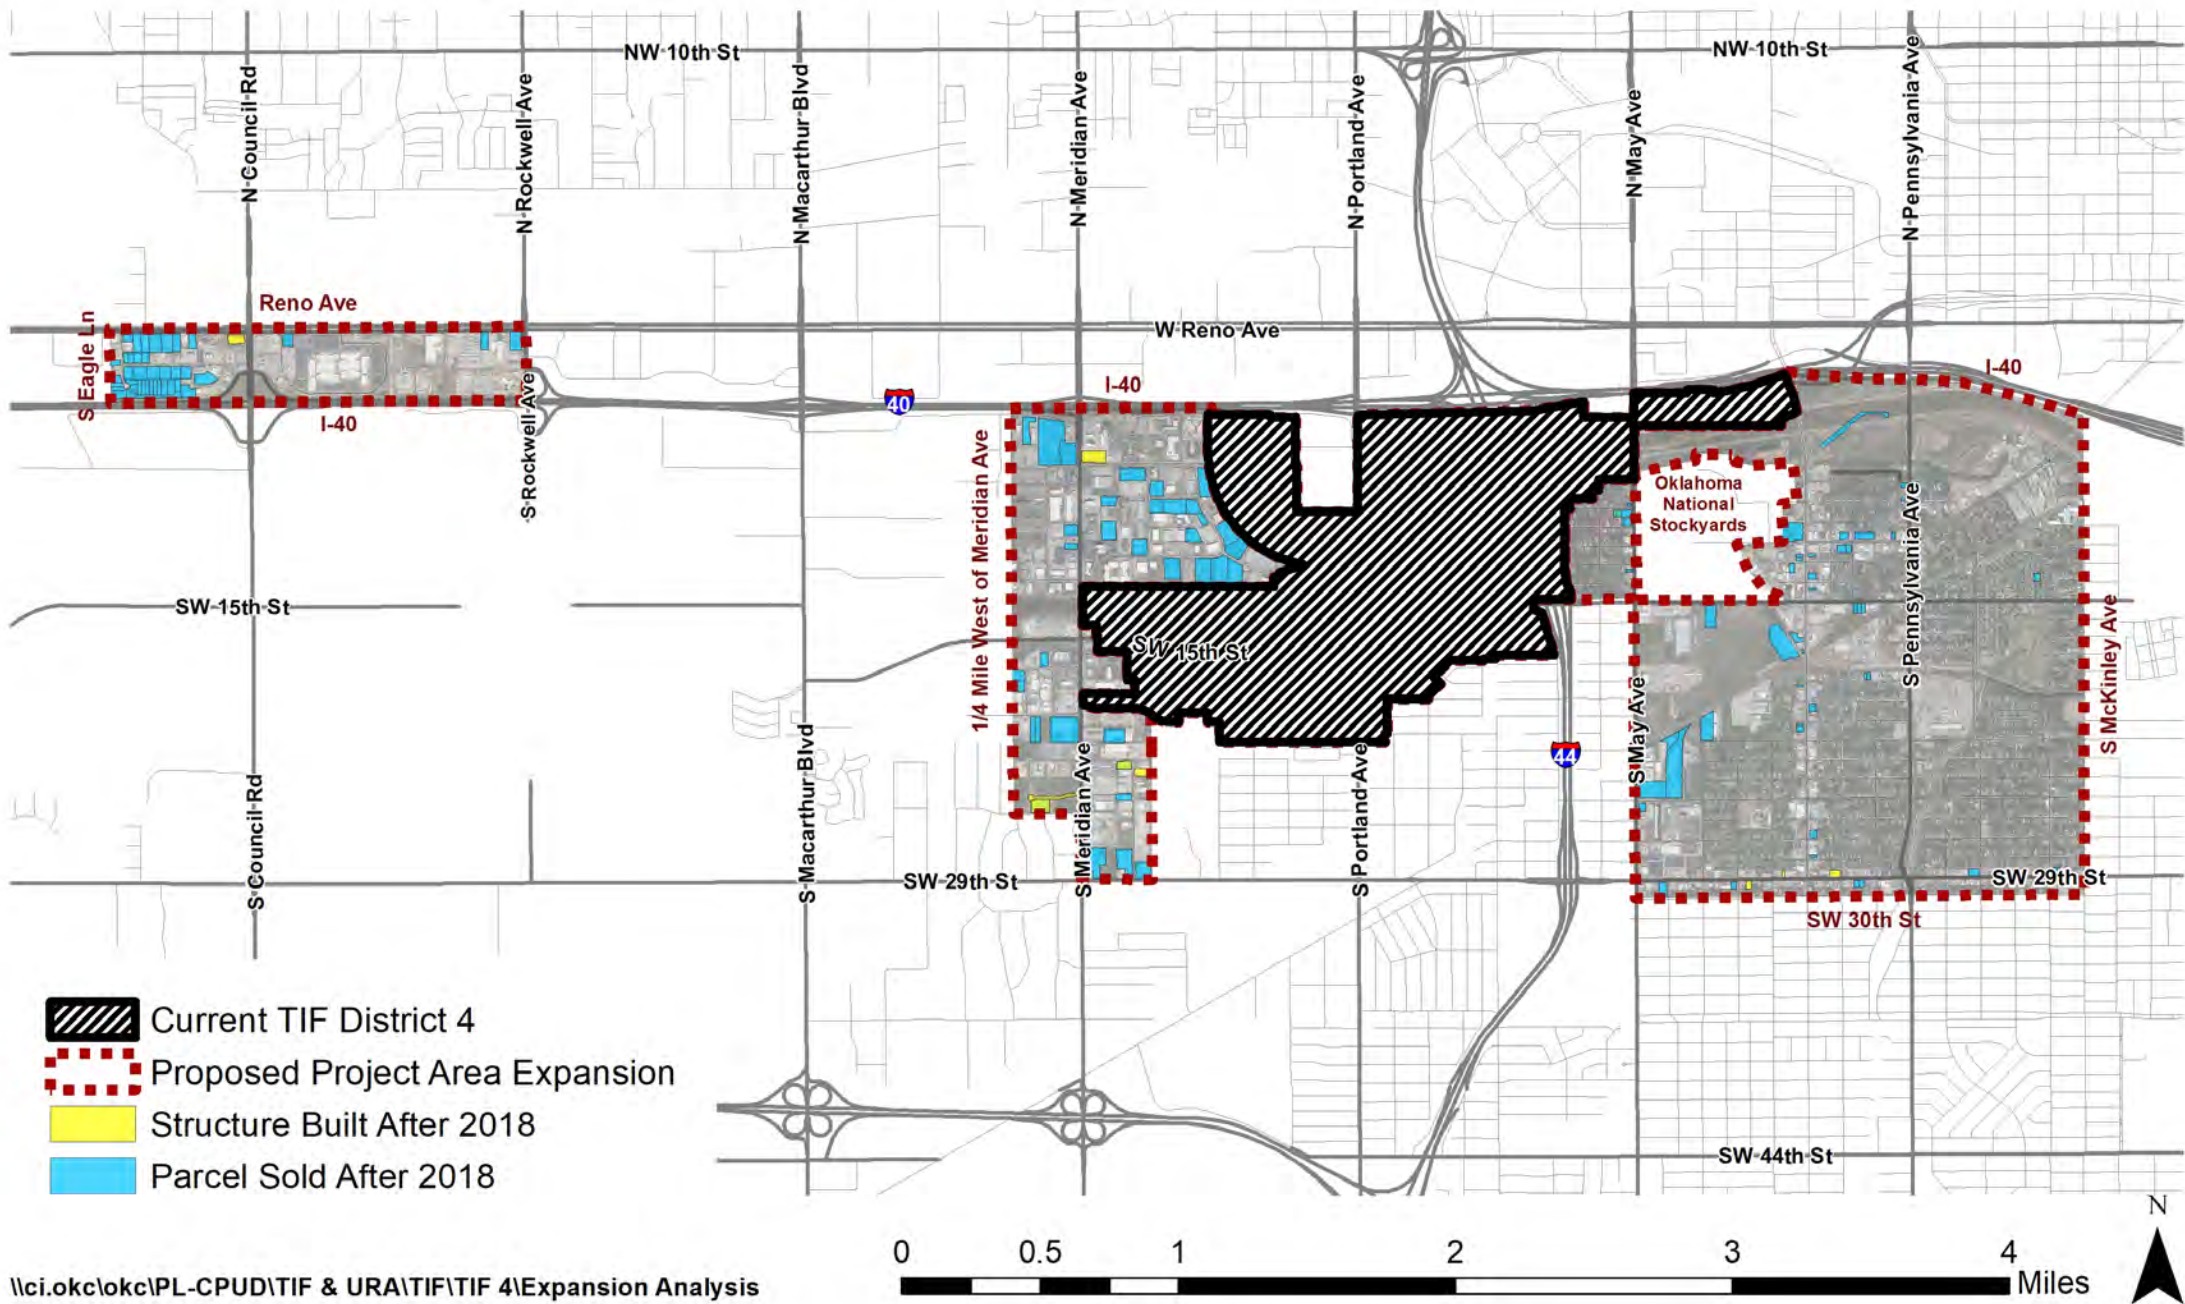 NW 10th St
NW 10th St
N Council Rd
N Rockwell Ave
N Macarthur Blvd
N Meridian Ave
N Portland Ave
N May Ave
N Pennsylvania Ave
Reno Ave
W Reno Ave
S Eagle Ln
I-40
S Rockwell Ave
40
I-40
I-40
1/4 Mile West of Meridian Ave
Oklahoma
National
Stockyards
SW 15th St
SW 15th St
S Pennsylvania Ave
S McKinley Ave
S May Ave
44
S Council Rd
S Macarthur Blvd
S Meridian Ave
S Portland Ave
SW 29th St
SW 29th St
SW 30th St
Current TIF District 4
Proposed Project Area Expansion
Structure Built After 2018
Parcel Sold After 2018
SW 44th St
N
0 0.5 1 2 3 4
Miles
\\ci.okc\okc\PL-CPUD\TIF & URA\TIF\TIF 4\Expansion Analysis